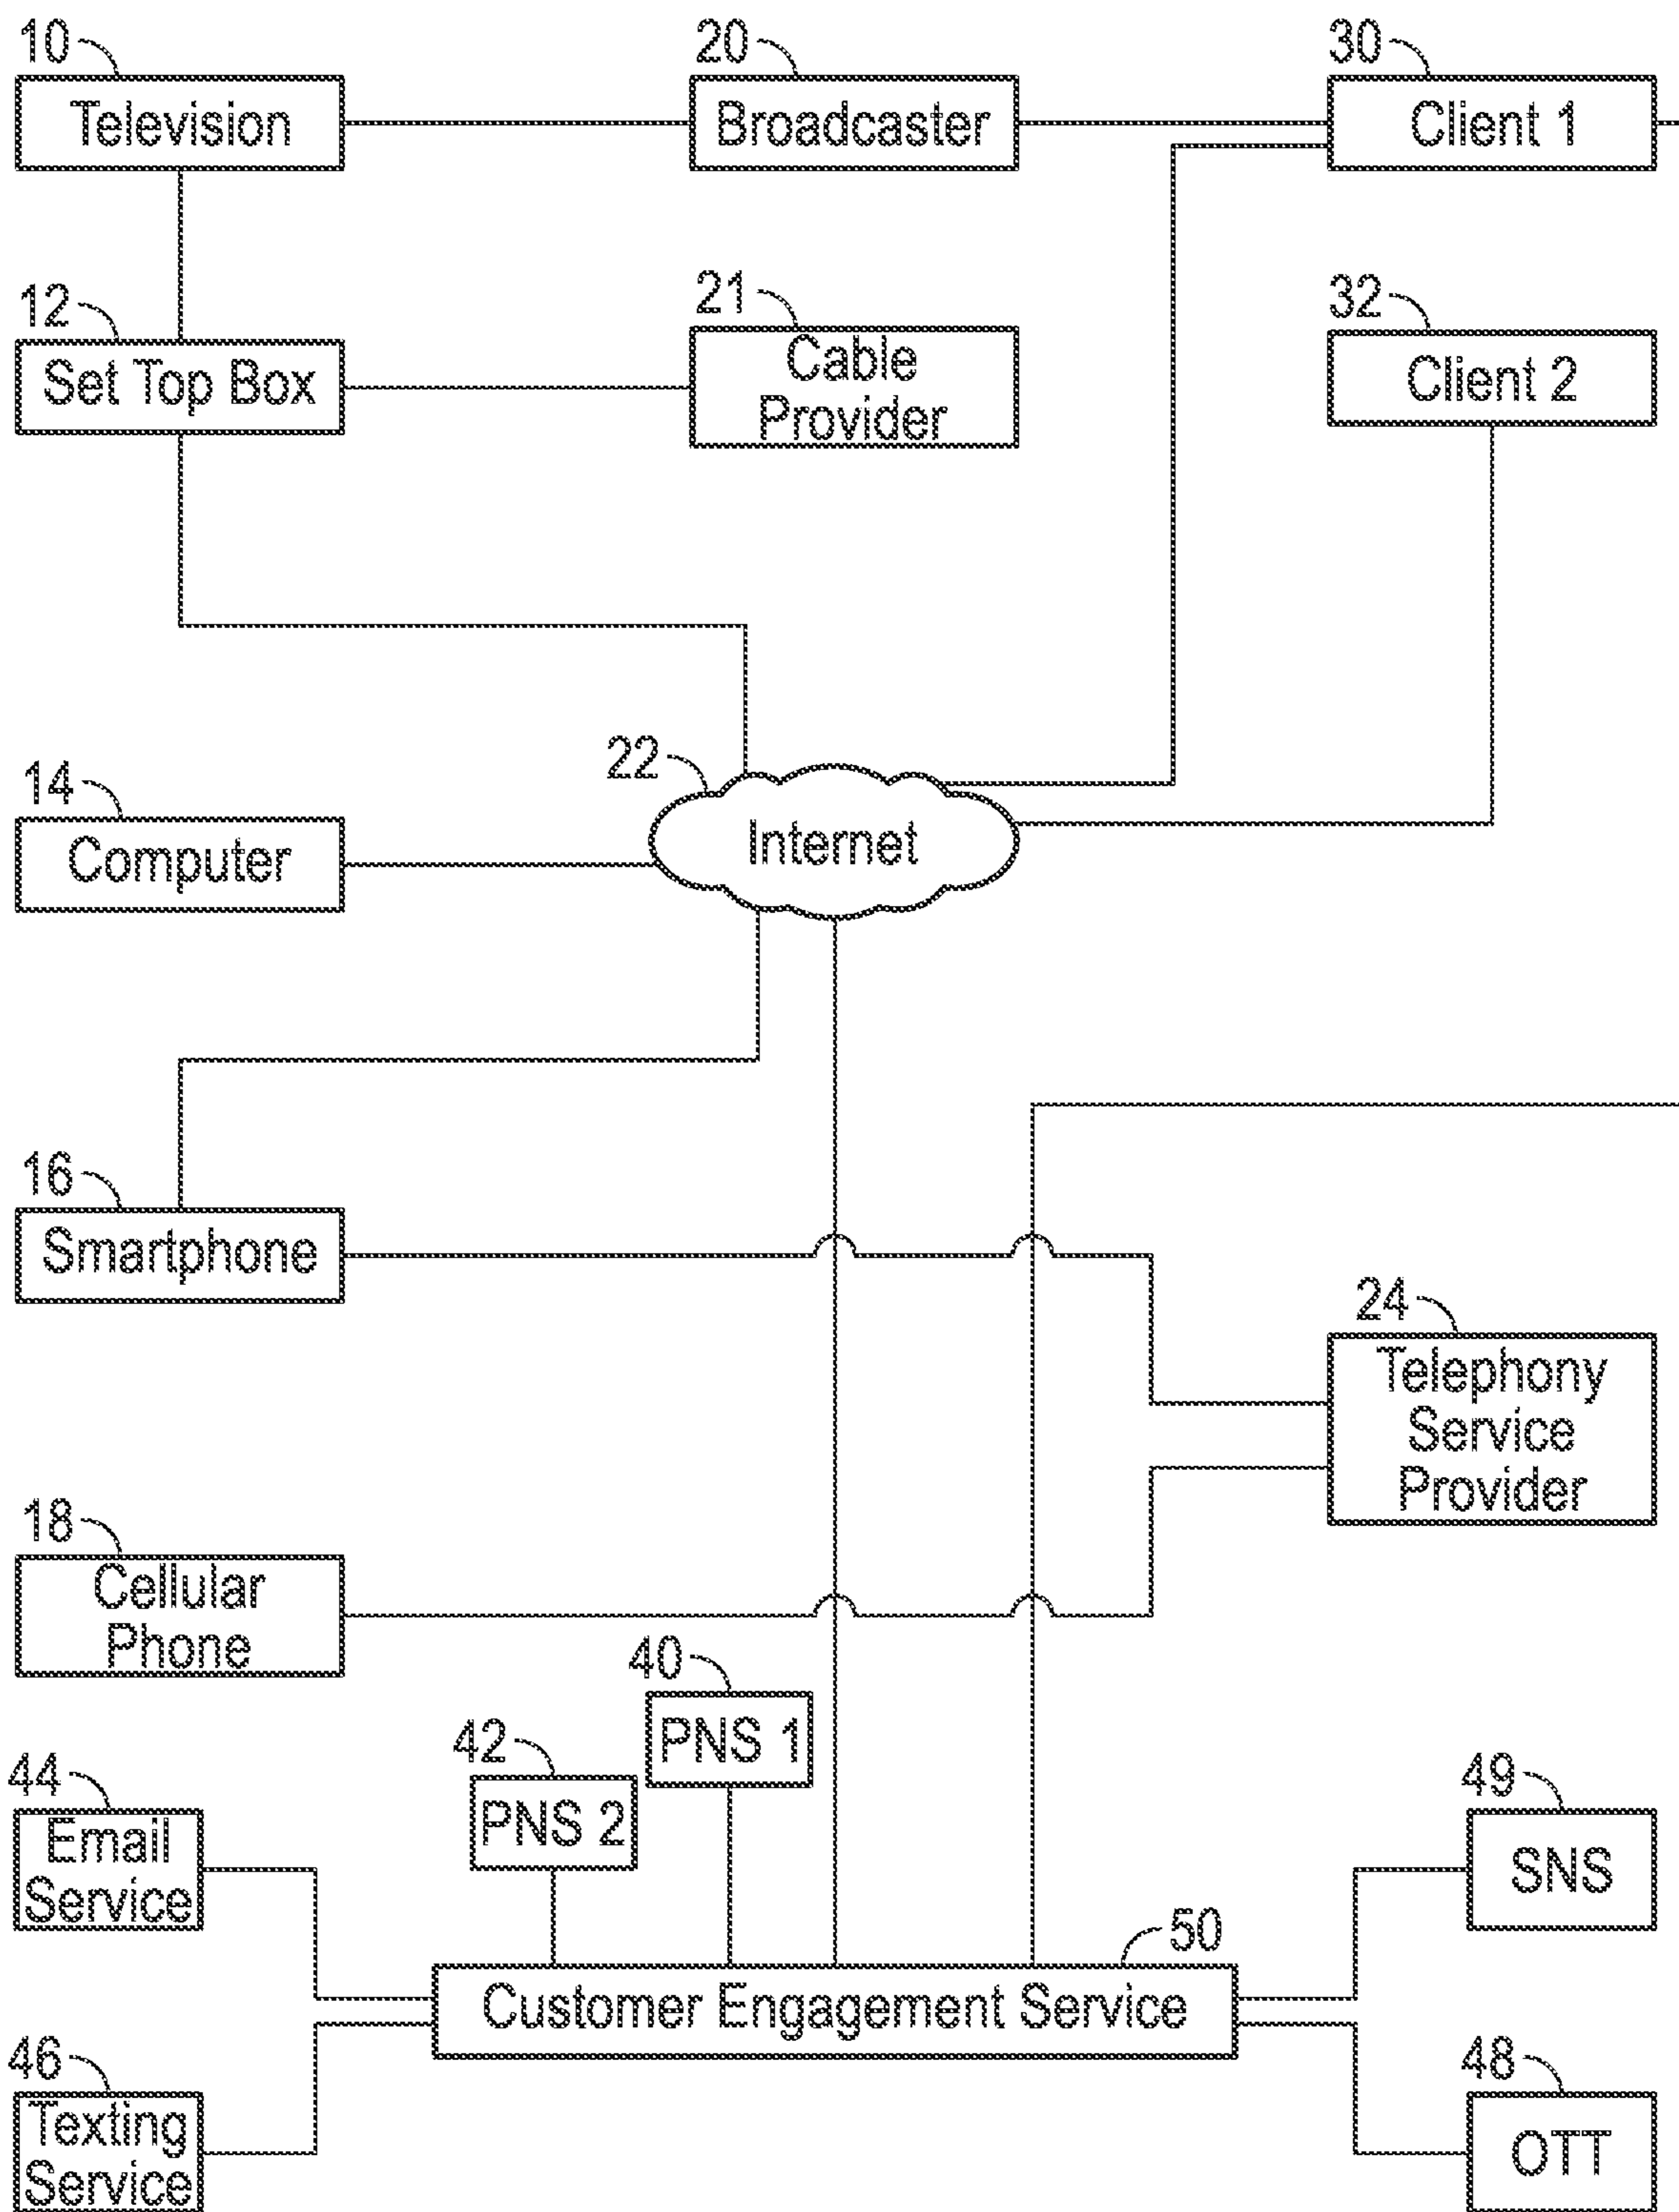 10
Television
20
Broadcaster
30
Client 1
12
Set Top Box
21
Cable
Provider
32
Client 2
14
Computer
22
Internet
16
Smartphone
24
Telephony
Service
Provider
18
Cellular
Phone
40
PNS 1
42
PNS 2
44
Email
Service
49
SNS
50
Customer Engagement Service
46
Texting
Service
48
OTT